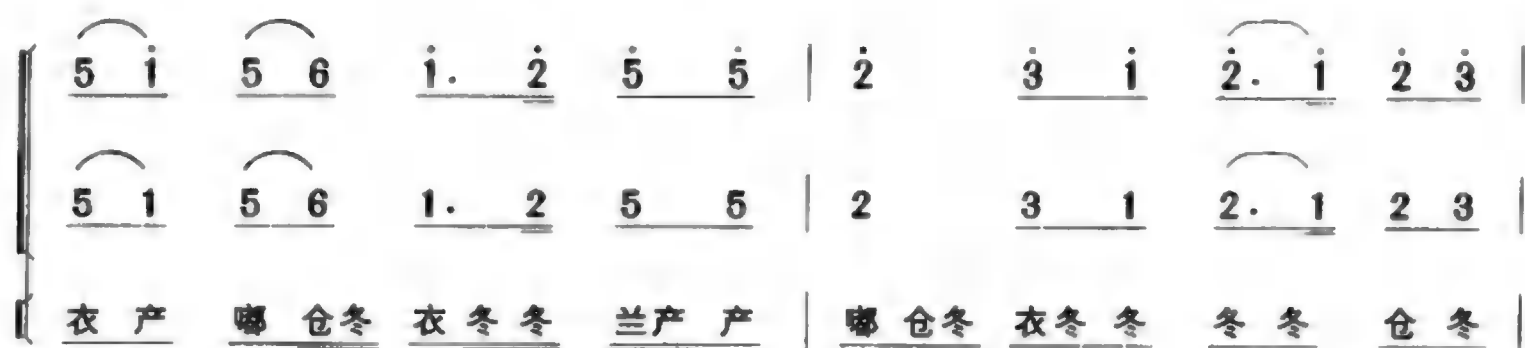 5 i̇ 5 6 1̇. 2̇ 5̇ 5̇ | 2̇ 3̇ 1̇ 2̇. 1̇ 2̇ 3̇ |
5 1 5 6 1. 2 5 5 | 2 3 1 2. 1 2 3 |
衣 产 嘟 仓冬 衣 冬 冬 兰产 产 | 嘟 仓冬 衣冬 冬 冬 冬 仓 冬 |